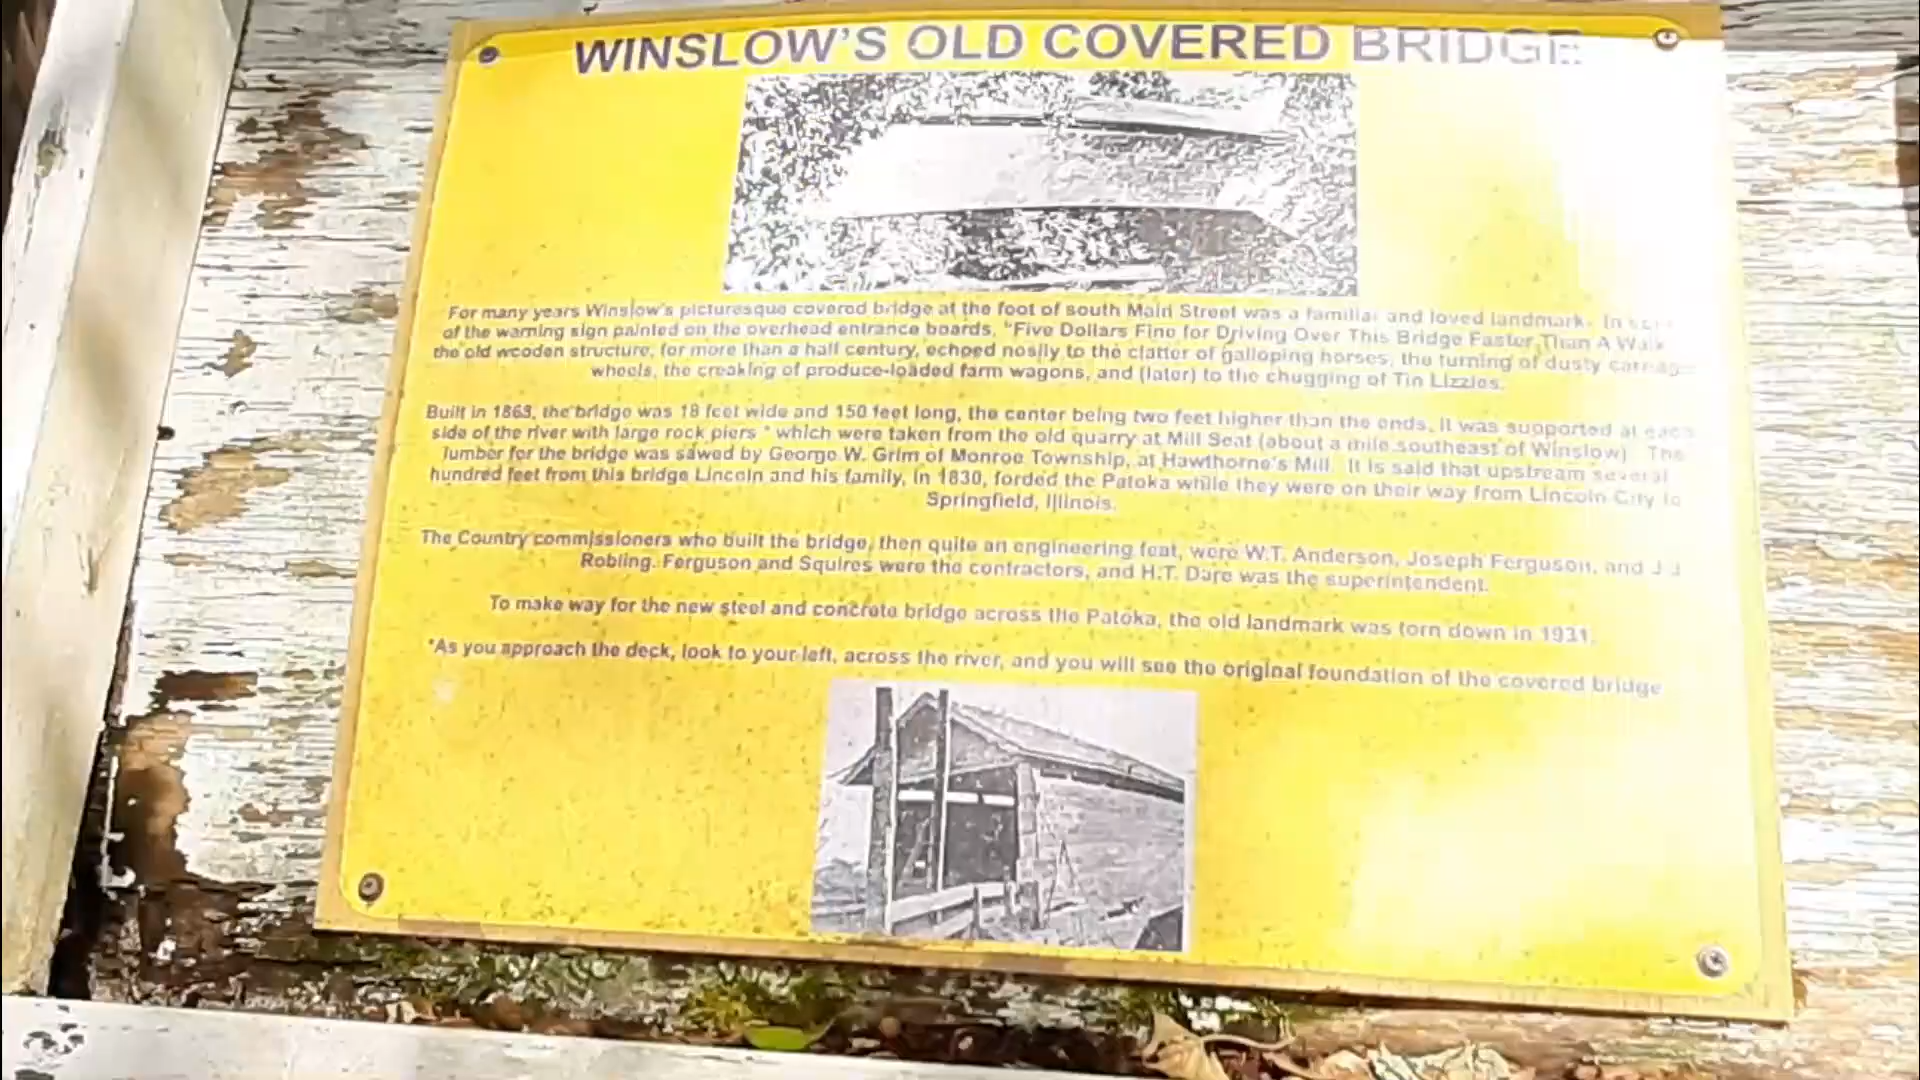 WINSLOW'S OLD COVERED BRIDGE
For many years Winslow's picturesque covered bridge at the foot of south Main Street was a familiar and loved landmark. In
of the warning sign painted on the overhead entrance boards, "Five Dollars Fine for Driving Over This Bridge Faster Than A Walk
the old wooden structure, for more than a half century, echoed nosily to the clatter of galloping horses, the turning of dusty carriage
wheels, the creaking of produce-loaded farm wagons, and (later) to the chugging of Tin Lizzies.
Built in 1863, the bridge was 18 feet wide and 150 feet long, the center being two feet higher than the ends. It was supported at each
side of the river with large rock piers * which were taken from the old quarry at Mill Seat (about a mile southeast of Winslow). The
lumber for the bridge was sawed by George W. Grim of Monroe Township, at Hawthorne's Mill. It is said that upstream several
hundred feet from this bridge Lincoln and his family, in 1830, forded the Patoka while they were on their way from Lincoln City to
Springfield, Illinois.
The Country commissioners who built the bridge, then quite an engineering feat, were W.T. Anderson, Joseph Ferguson, and J.J.
Robling. Ferguson and Squires were the contractors, and H.T. Dare was the superintendent.
To make way for the new steel and concrete bridge across the Patoka, the old landmark was torn down in 1931.
*As you approach the deck, look to your left, across the river, and you will see the original foundation of the covered bridge